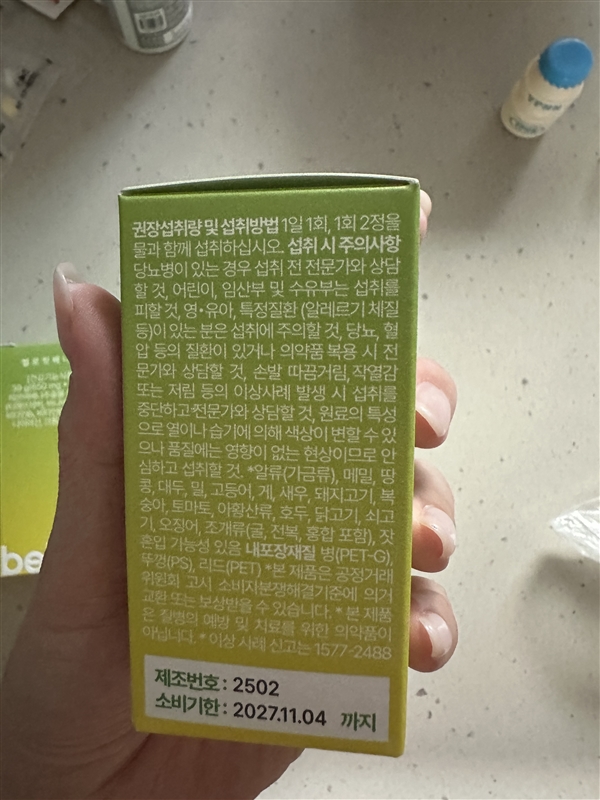 권장섭취량 및 섭취방법 1일 1회, 1회 2정을
물과 함께 섭취하십시오. 섭취 시 주의사항
당뇨병이 있는 경우 섭취 전 전문가와 상담
할 것, 어린이, 임산부 및 수유부는 섭취를
피할 것, 영•유아, 특정질환 (알레르기 체질
등)이 있는 분은 섭취에 주의할 것, 당뇨, 혈
압 등의 질환이 있거나 의약품 복용 시 전
문가와 상담할 것, 손발 따끔거림, 작열감
또는 저림 등의 이상사례 발생 시 섭취를
중단하고 전문가와 상담할 것, 원료의 특성
으로 열이나 습기에 의해 색상이 변할 수 있
으나 품질에는 영향이 없는 현상이므로 안
심하고 섭취할 것. *알류(가금류), 메밀, 땅
콩, 대두, 밀, 고등어, 게, 새우, 돼지고기, 복
숭아, 토마토, 아황산류, 호두, 닭고기, 쇠고
기, 오징어, 조개류(굴, 전복, 홍합 포함), 잣
혼입 가능성 있음 내포장재질 병(PET-G),
뚜껑(PS), 리드(PET) *본 제품은 공정거래
위원회 고시 소비자분쟁해결기준에 의거
교환 또는 보상받을 수 있습니다. * 본 제품
은 질병의 예방 및 치료를 위한 의약품이
아닙니다. * 이상 사례 신고는 1577-2488
제조번호 : 2502
소비기한 : 2027.11.04 까지
be